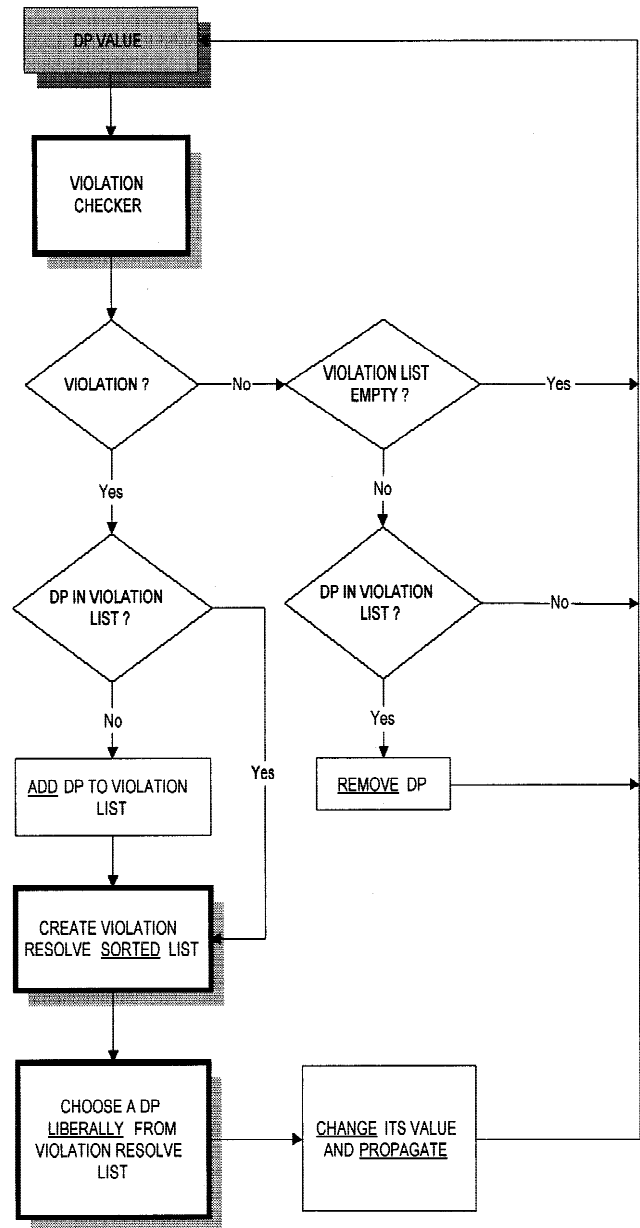 DP VALUE
VIOLATION
CHECKER
VIOLATION ?
No
VIOLATION LIST
EMPTY ?
Yes
Yes
No
DP IN VIOLATION
LIST ?
DP IN VIOLATION
LIST ?
No
No
Yes
Yes
ADD DP TO VIOLATION
LIST
REMOVE DP
CREATE VIOLATION
RESOLVE SORTED LIST
CHOOSE A DP
LIBERALLY FROM
VIOLATION RESOLVE
LIST
CHANGE ITS VALUE
AND PROPAGATE